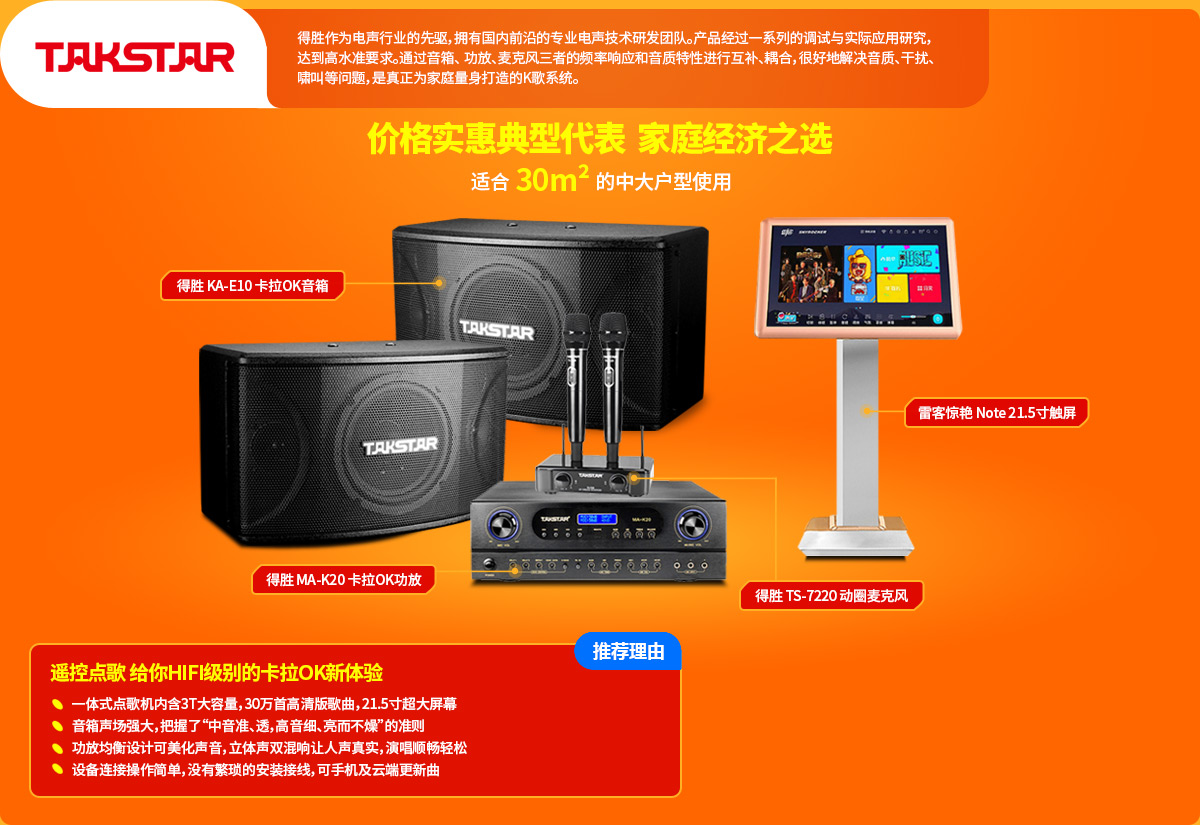 TAKSTAR
得胜作为电声行业的先驱，拥有国内前沿的专业电声技术研发团队。产品经过一系列的调试与实际应用研究，
达到高水准要求。通过音箱、功放、麦克风三者的频率响应和音质特性进行互补、耦合，很好地解决音质、干扰、
啸叫等问题，是真正为家庭量身打造的K歌系统。
价格实惠典型代表 家庭经济之选
适合 30m² 的中大户型使用
得胜 KA-E10 卡拉OK音箱
TAKSTAR
TAKSTAR
雷客惊艳 Note 21.5寸触屏
TAKSTAR
TAKSTAR
MA-K20
得胜 MA-K20 卡拉OK功放
得胜 TS-7220 动圈麦克风
推荐理由
遥控点歌 给你HIFI级别的卡拉OK新体验
一体式点歌机内含3T大容量，30万首高清版歌曲，21.5寸超大屏幕
音箱声场强大，把握了“中音准、透，高音细、亮而不燥”的准则
功放均衡设计可美化声音，立体声双混响让人声真实，演唱顺畅轻松
设备连接操作简单，没有繁琐的安装接线，可手机及云端更新曲